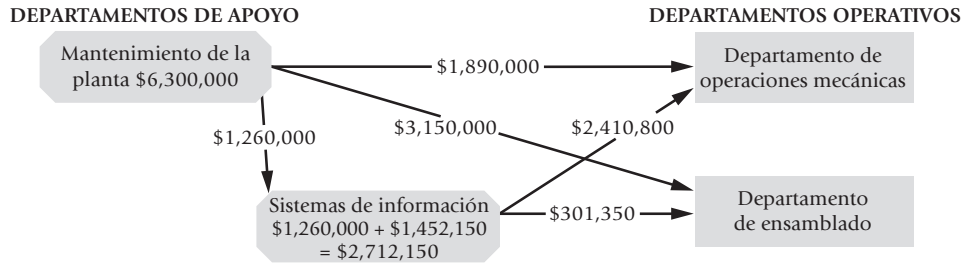 DEPARTAMENTOS DE APOYO
DEPARTAMENTOS OPERATIVOS
Mantenimiento de la
planta $6,300,000
$1,890,000
Departamento de
operaciones mecánicas
$1,260,000
$3,150,000
$2,410,800
Sistemas de información
$1,260,000 + $1,452,150
= $2,712,150
$301,350
Departamento
de ensamblado